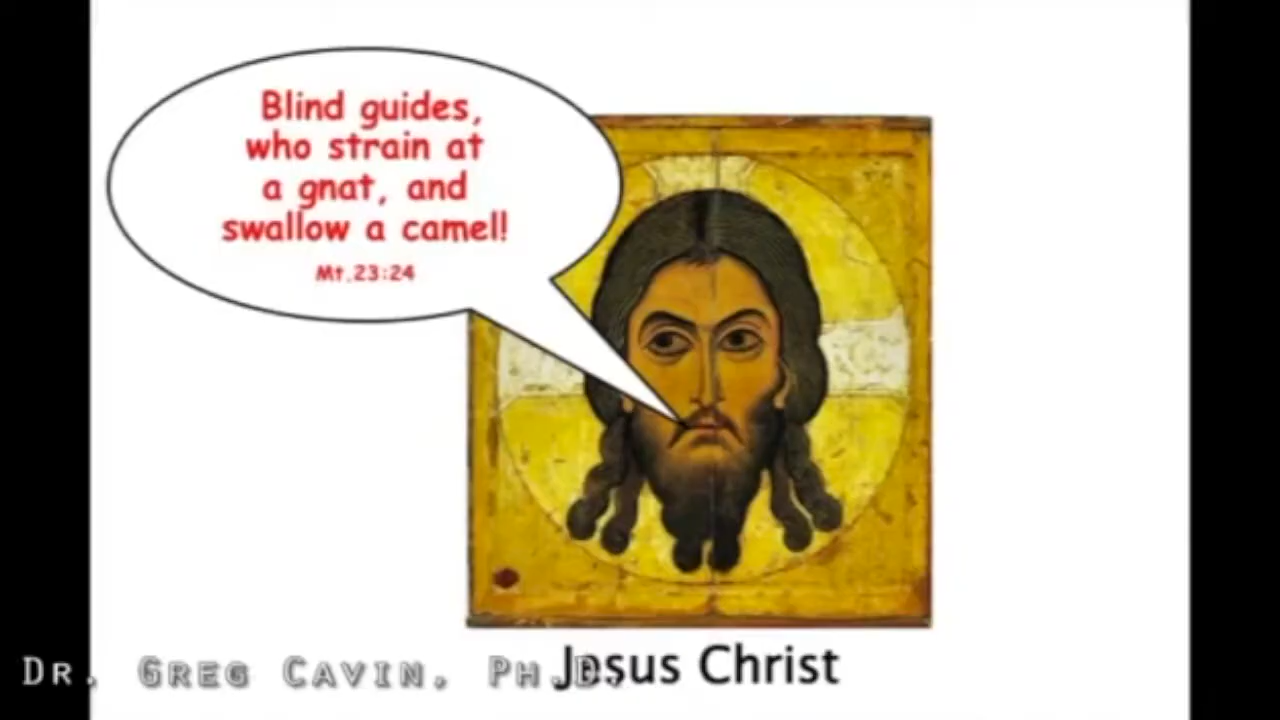 Blind guides,
who strain at
a gnat, and
swallow a camel!
Mt.23:24
Jesus Christ
Dr. Greg Cavin, Ph.D.